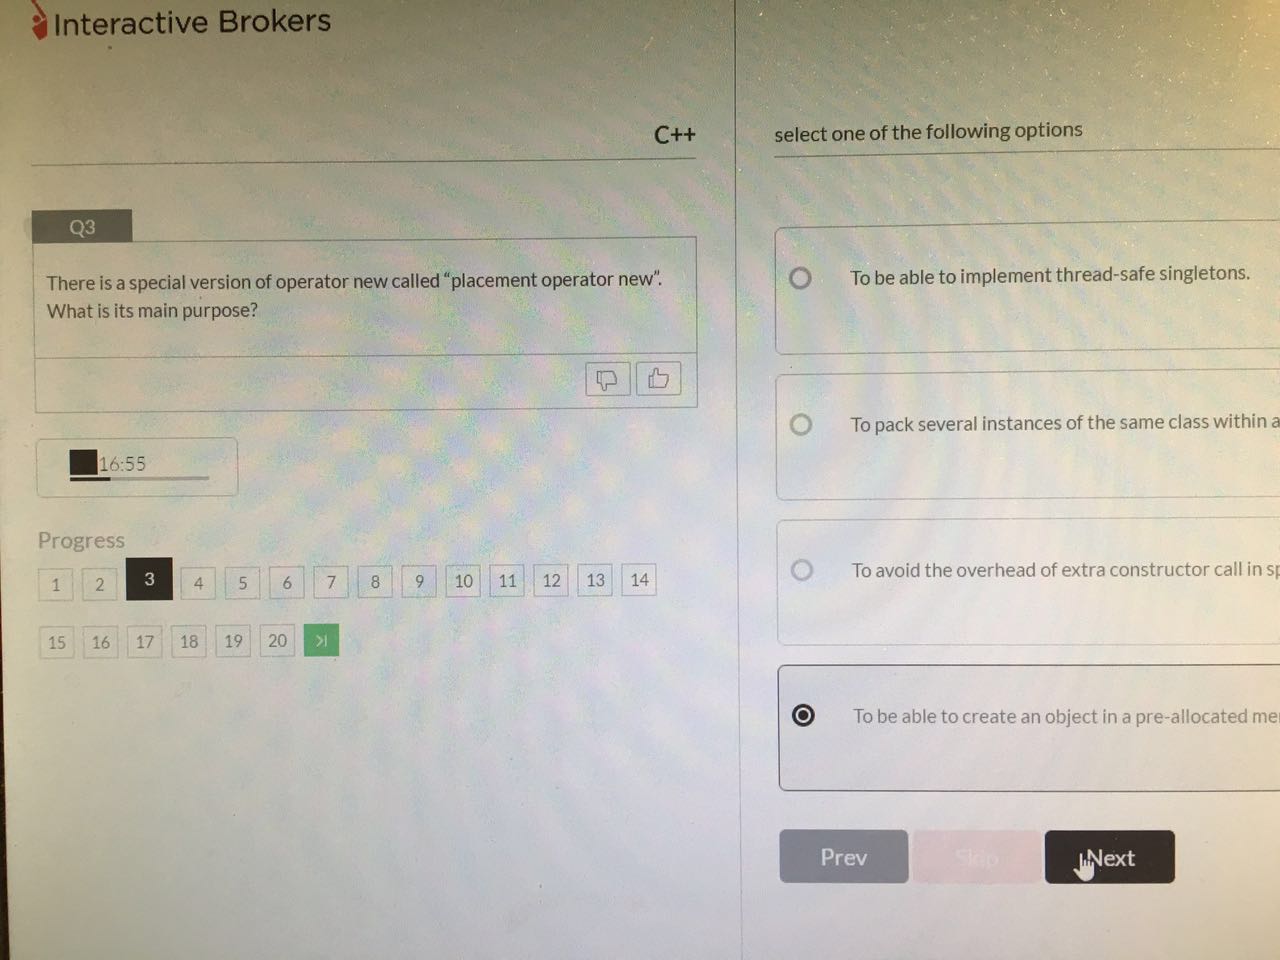 Interactive Brokers
C++
select one of the following options
Q3
There is a special version of operator new called “placement operator new”.
What is its main purpose?
16:55
Progress
1 2 3 4 5 6 7 8 9 10 11 12 13 14
15 16 17 18 19 20
To be able to implement thread-safe singletons.
To pack several instances of the same class within a
To avoid the overhead of extra constructor call in
To be able to create an object in a pre-allocated
Prev Skip Next